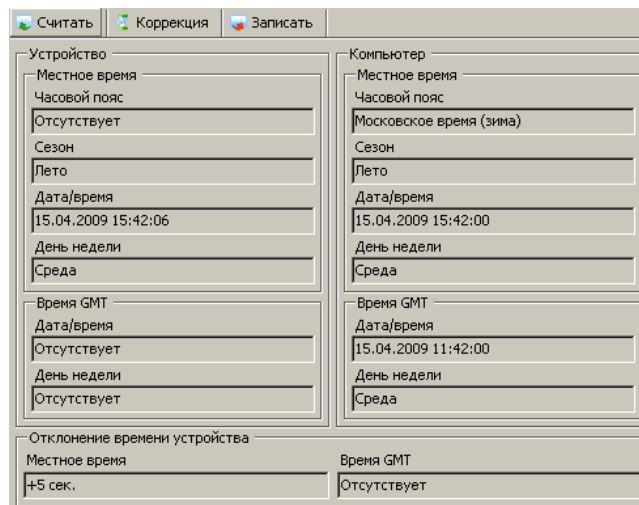 Считать Коррекция Записать
Устройство
Местное время
Часовой пояс
Отсутствует
Сезон
Лето
Дата/время
15.04.2009 15:42:06
День недели
Среда
Время GMT
Дата/время
Отсутствует
День недели
Отсутствует
Компьютер
Местное время
Часовой пояс
Московское время (зима)
Сезон
Лето
Дата/время
15.04.2009 15:42:00
День недели
Среда
Время GMT
Дата/время
15.04.2009 11:42:00
День недели
Среда
Отклонение времени устройства
Местное время
+5 сек.
Время GMT
Отсутствует